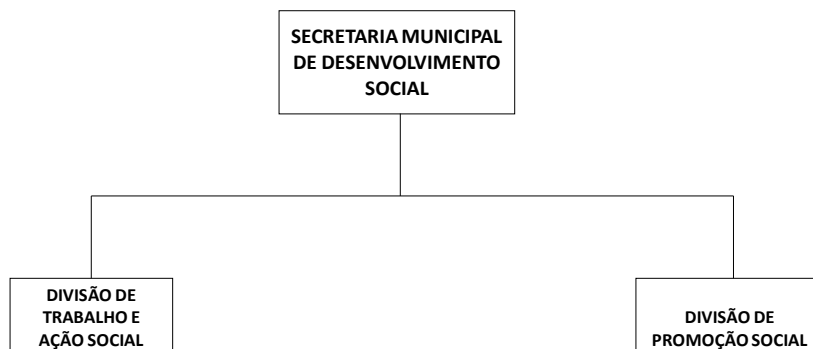 SECRETARIA MUNICIPAL
DE DESENVOLVIMENTO
SOCIAL
DIVISÃO DE
TRABALHO E
AÇÃO SOCIAL
DIVISÃO DE
PROMOÇÃO SOCIAL